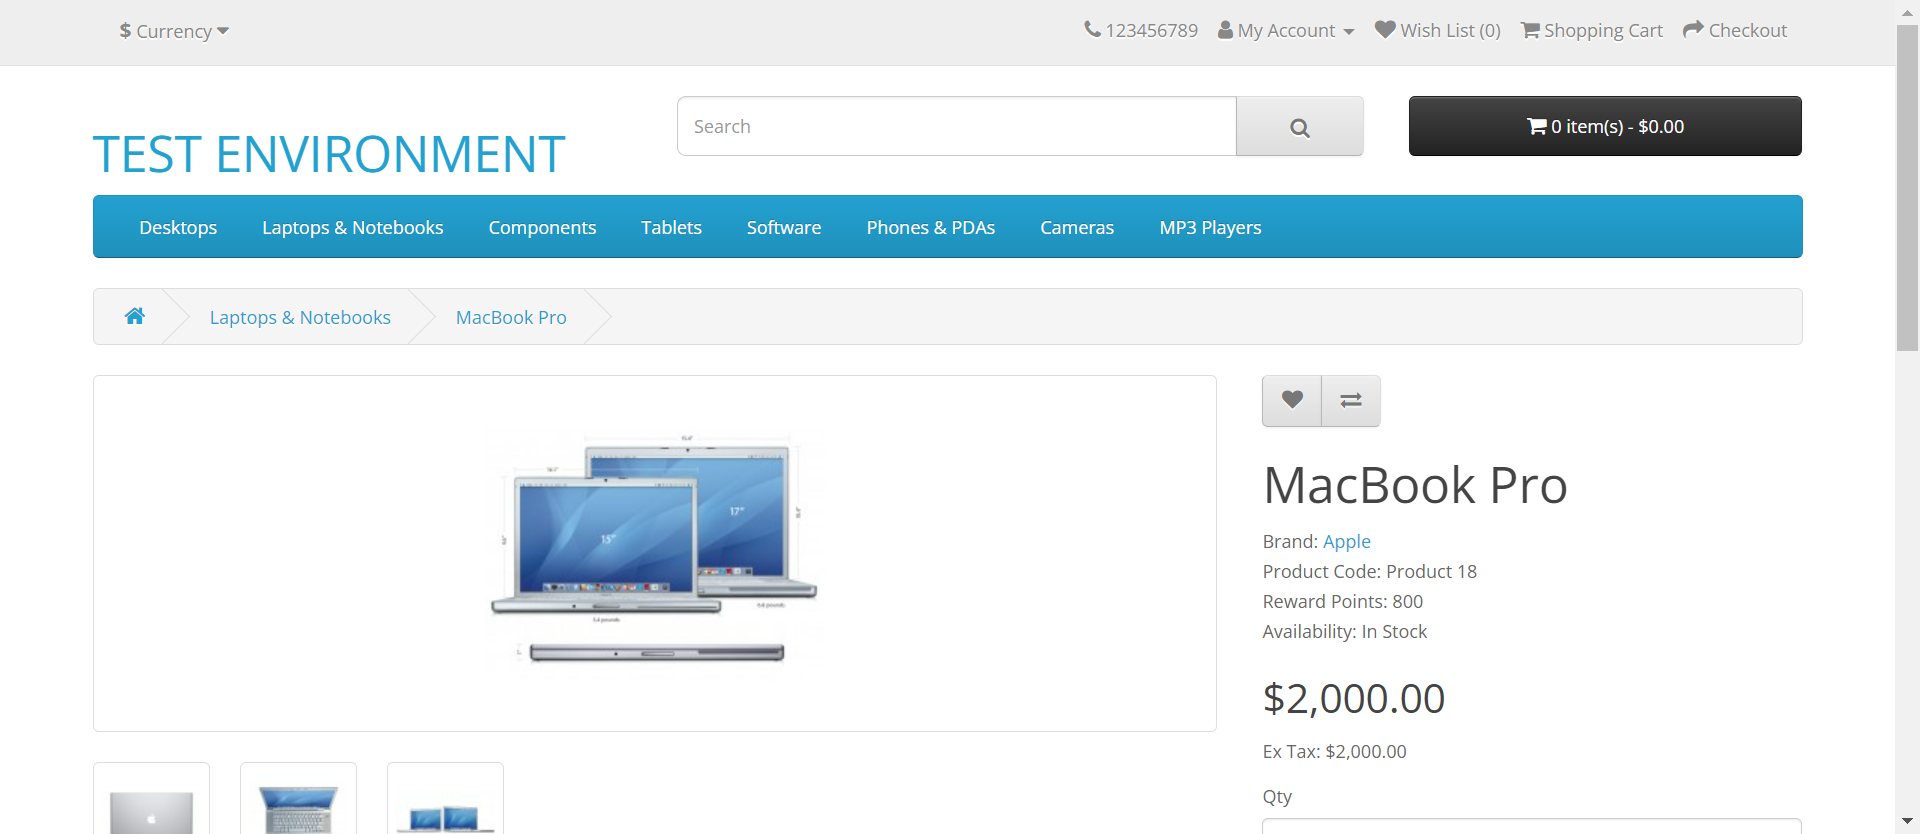 $ Currency
123456789 My Account Wish List (0) Shopping Cart Checkout
TEST ENVIRONMENT
Search
0 item(s) - $0.00
Desktops Laptops & Notebooks Components Tablets Software Phones & PDAs Cameras MP3 Players
Laptops & Notebooks MacBook Pro
17"
15"
MacBook Pro
Brand: Apple
Product Code: Product 18
Reward Points: 800
Availability: In Stock
$2,000.00
Ex Tax: $2,000.00
Qty